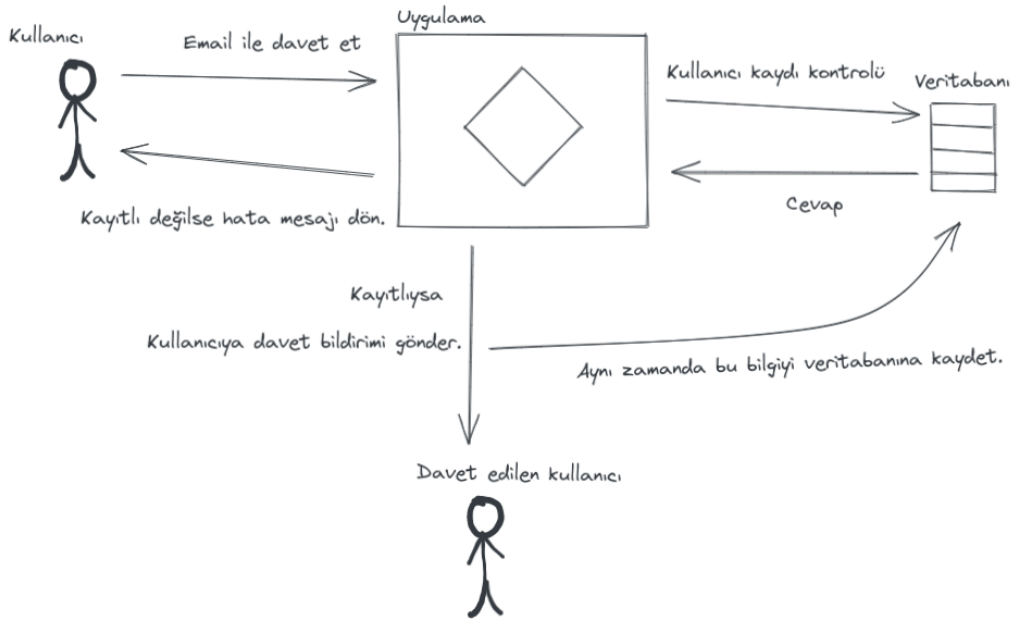 Uygulama
Kullanıcı
Email ile davet et
Kullanıcı kaydı kontrolü
Veritabanı
Cevap
Kayıtlı değilse hata mesajı dön.
Kayıtlıysa
Kullanıcıya davet bildirimi gönder.
Aynı zamanda bu bilgiyi veritabanına kaydet.
Davet edilen kullanıcı